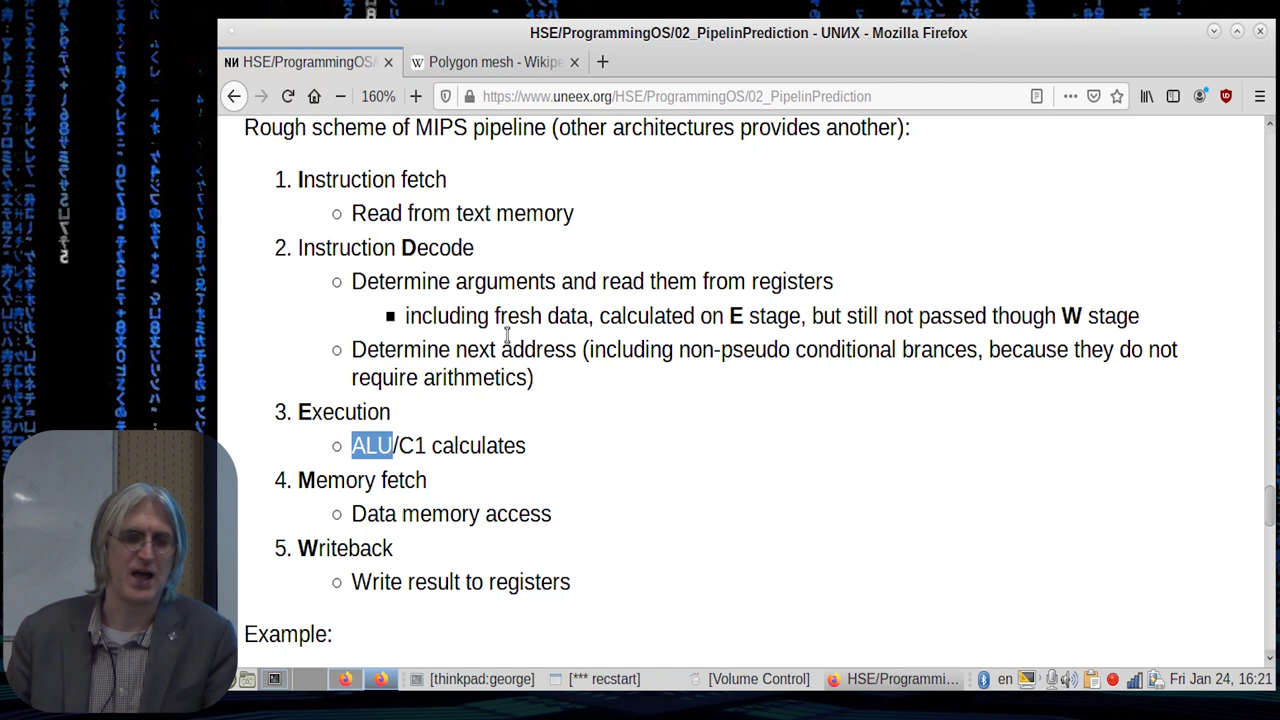 HSE/ProgrammingOS/02_PipelinPrediction - UNИX - Mozilla Firefox
ИИ HSE/ProgrammingOS/
W Polygon mesh - Wikipe
160%
https://www.uneex.org/HSE/ProgrammingOS/02_PipelinPrediction
Rough scheme of MIPS pipeline (other architectures provides another):
1. Instruction fetch
Read from text memory
2. Instruction Decode
Determine arguments and read them from registers
including fresh data, calculated on E stage, but still not passed though W stage
Determine next address (including non-pseudo conditional brances, because they do not
require arithmetics)
3. Execution
ALU/C1 calculates
4. Memory fetch
Data memory access
5. Writeback
Write result to registers
Example:
[thinkpad:george] [*** recstart) [Volume Control] HSE/Programmi... en Fri Jan 24, 16:21